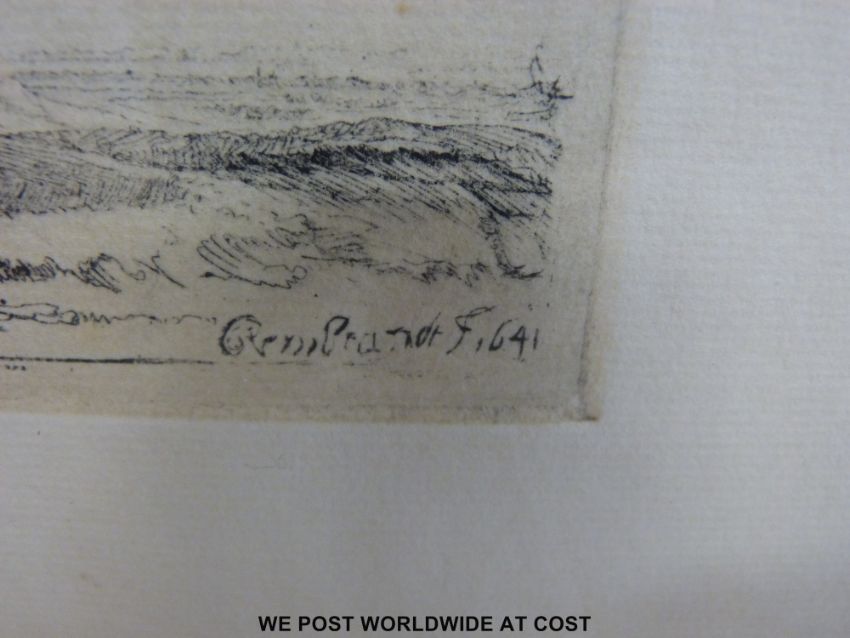 Rembrandt F. 1641
WE POST WORLDWIDE AT COST